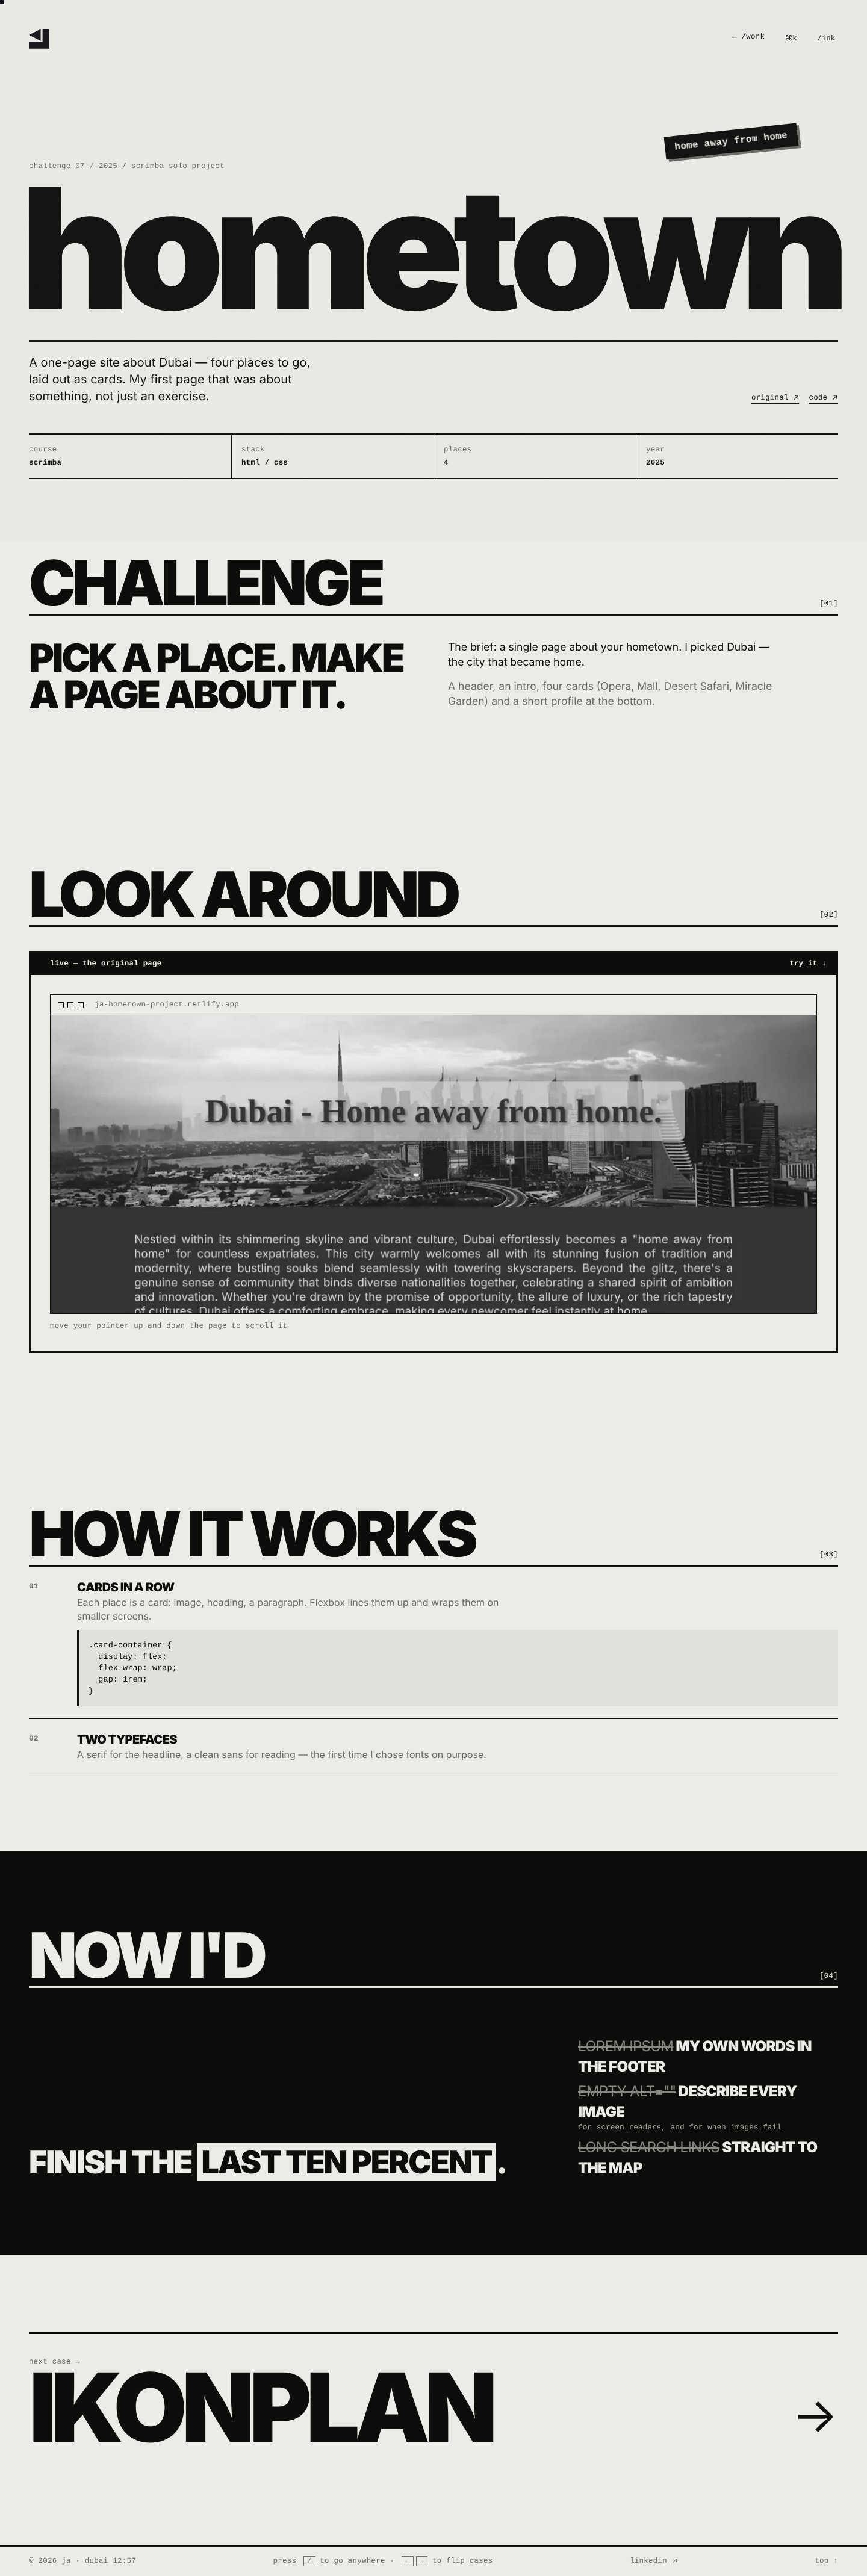 ← /work ⌘k /ink
home away from home
challenge 07 / 2025 / scrimba solo project
hometown
A one-page site about Dubai — four places to go,
laid out as cards. My first page that was about
something, not just an exercise.
original ↗ code ↗
course
scrimba
stack
html / css
places
4
year
2025
CHALLENGE
[01]
PICK A PLACE. MAKE
A PAGE ABOUT IT.
The brief: a single page about your hometown. I picked Dubai —
the city that became home.
A header, an intro, four cards (Opera, Mall, Desert Safari, Miracle
Garden) and a short profile at the bottom.
LOOK AROUND
[02]
live — the original page
try it ↓
ja-hometown-project.netlify.app
Dubai - Home away from home.
Nestled within its shimmering skyline and vibrant culture, Dubai effortlessly becomes a "home away from
home" for countless expatriates. This city warmly welcomes all with its stunning fusion of tradition and
modernity, where bustling souks blend seamlessly with towering skyscrapers. Beyond the glitz, there's a
genuine sense of community that binds diverse nationalities together, celebrating a shared spirit of ambition
and innovation. Whether you're drawn by the promise of opportunity, the allure of luxury, or the rich tapestry
of cultures, Dubai offers a comforting embrace, making every newcomer feel instantly at home.
move your pointer up and down the page to scroll it
HOW IT WORKS
[03]
01
CARDS IN A ROW
Each place is a card: image, heading, a paragraph. Flexbox lines them up and wraps them on
smaller screens.
.card-container {
  display: flex;
  flex-wrap: wrap;
  gap: 1rem;
}
02
TWO TYPEFACES
A serif for the headline, a clean sans for reading — the first time I chose fonts on purpose.
NOW I'D
[04]
FINISH THE LAST TEN PERCENT.
LOREM IPSUM MY OWN WORDS IN
THE FOOTER
EMPTY ALT="" DESCRIBE EVERY
IMAGE
for screen readers, and for when images fail
LONG SEARCH LINKS STRAIGHT TO
THE MAP
next case →
IKONPLAN
→
© 2026 ja · dubai 12:57
press / to go anywhere · ← → to flip cases
linkedin ↗
top ↑